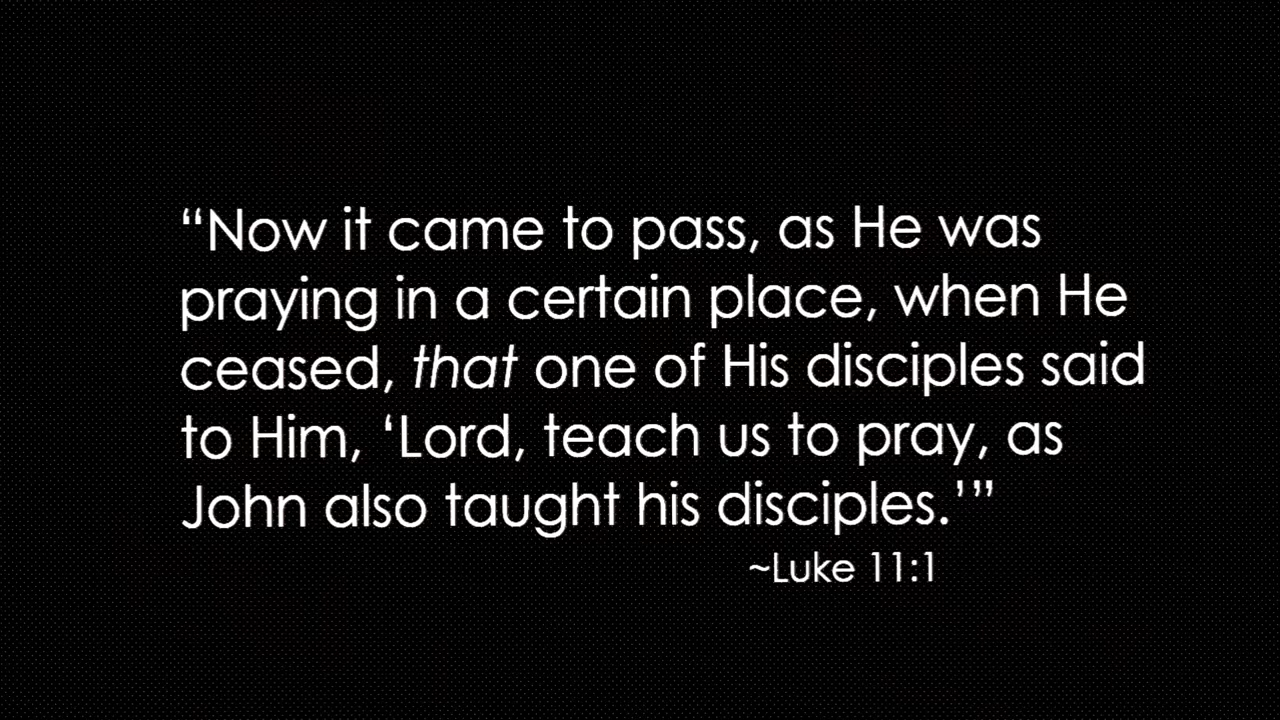 “Now it came to pass, as He was
praying in a certain place, when He
ceased, that one of His disciples said
to Him, ‘Lord, teach us to pray, as
John also taught his disciples.’”
~Luke 11:1